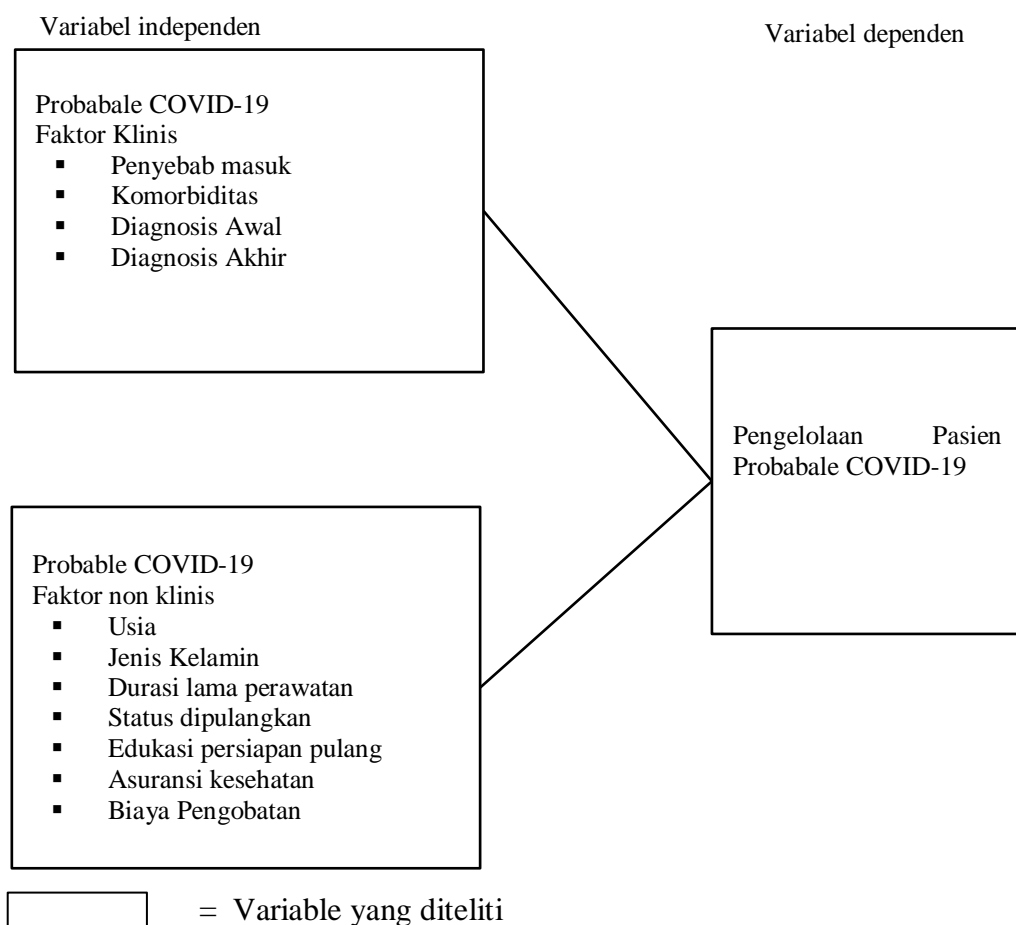 Variabel independen
Variabel dependen
Probabale COVID-19
Faktor Klinis
▪ Penyebab masuk
▪ Komorbiditas
▪ Diagnosis Awal
▪ Diagnosis Akhir
Pengelolaan Pasien
Probabale COVID-19
Probable COVID-19
Faktor non klinis
▪ Usia
▪ Jenis Kelamin
▪ Durasi lama perawatan
▪ Status dipulangkan
▪ Edukasi persiapan pulang
▪ Asuransi kesehatan
▪ Biaya Pengobatan
= Variable yang diteliti